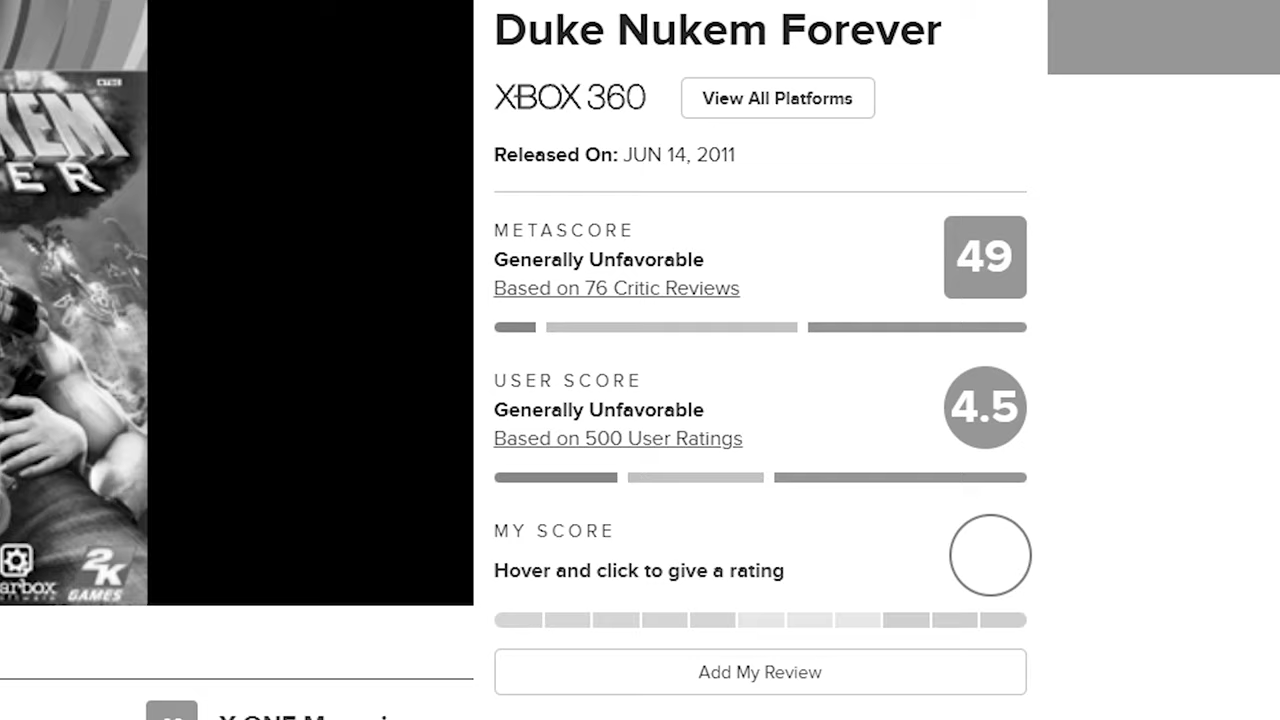 Duke Nukem Forever
XBOX 360
View All Platforms
Released On: JUN 14, 2011
METASCORE
Generally Unfavorable
49
Based on 76 Critic Reviews
USER SCORE
Generally Unfavorable
4.5
Based on 500 User Ratings
MY SCORE
Hover and click to give a rating
Add My Review
KEM
ER
arbox
2K
GAMES